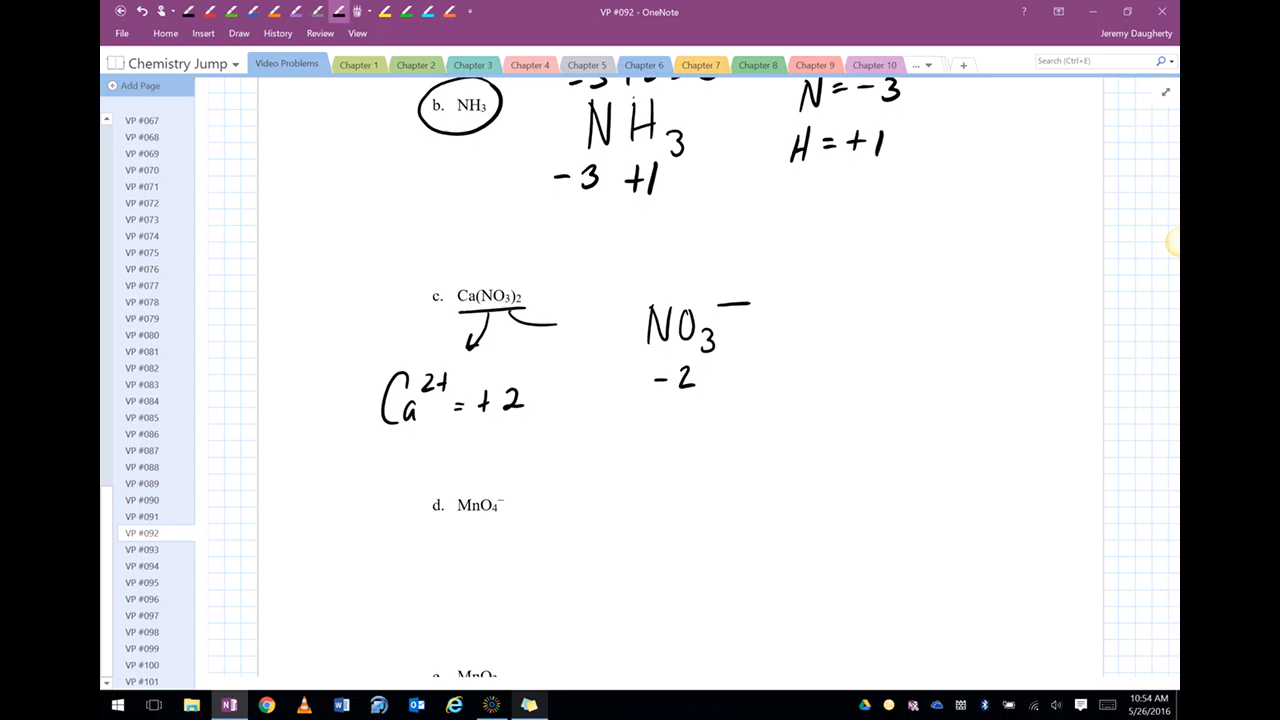 VP #092 - OneNote
?
Jeremy Daugherty
File Home Insert Draw History Review View
Chemistry Jump
Video Problems Chapter 1 Chapter 2 Chapter 3 Chapter 4 Chapter 5 Chapter 6 Chapter 7 Chapter 8 Chapter 9 Chapter 10 ... +
Search (Ctrl+E)
Add Page
VP #067
VP #068
VP #069
VP #070
VP #071
VP #072
VP #073
VP #074
VP #075
VP #076
VP #077
VP #078
VP #079
VP #080
VP #081
VP #082
VP #083
VP #084
VP #085
VP #086
VP #087
VP #088
VP #089
VP #090
VP #091
VP #092
VP #093
VP #094
VP #095
VP #096
VP #097
VP #098
VP #099
VP #100
VP #101
N = -3
b. NH₃
NH₃
H = +1
-3 +1
c. Ca(NO₃)₂
NO₃⁻
-2
Ca²⁺ = +2
d. MnO₄⁻
10:54 AM
5/26/2016